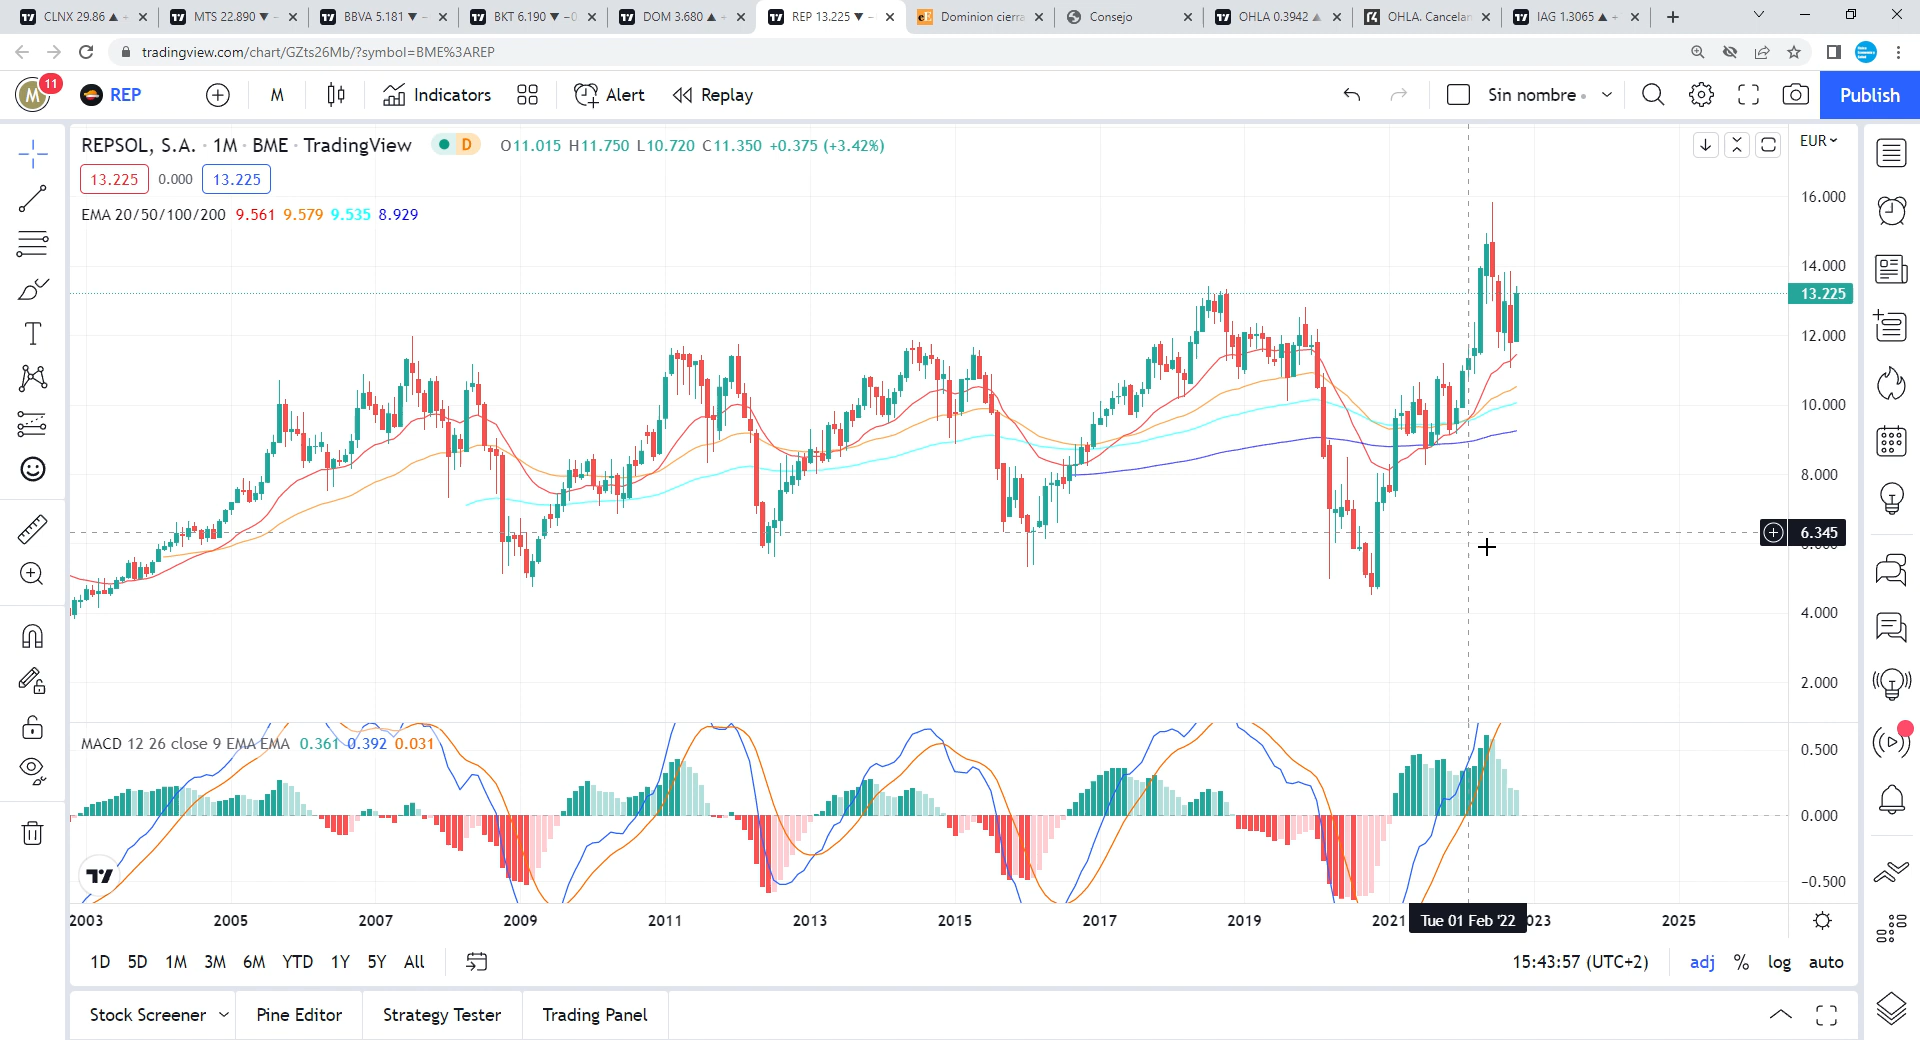 CLNX 29.86 ▲ +
MTS 22.890 ▼ −
BBVA 5.181 ▼ −
BKT 6.190 ▼ −0
DOM 3.680 ▲ +
REP 13.225 ▼ −
Dominion cierra
Consejo
OHLA 0.3942 ▲
OHLA. Cancelan
IAG 1.3065 ▲ +
tradingview.com/chart/GZts26Mb/?symbol=BME%3AREP
M 11
REP
M
Indicators
Alert
Replay
Sin nombre
Publish
REPSOL, S.A. · 1M · BME · TradingView
D
O11.015 H11.750 L10.720 C11.350 +0.375 (+3.42%)
EUR
13.225 0.000 13.225
EMA 20/50/100/200 9.561 9.579 9.535 8.929
16.000
14.000
13.225
12.000
10.000
8.000
6.345
4.000
2.000
MACD 12 26 close 9 EMA EMA 0.361 0.392 0.031
0.500
0.000
−0.500
2003 2005 2007 2009 2011 2013 2015 2017 2019 2021 Tue 01 Feb '22 2025
1D 5D 1M 3M 6M YTD 1Y 5Y All
15:43:57 (UTC+2) adj % log auto
Stock Screener Pine Editor Strategy Tester Trading Panel